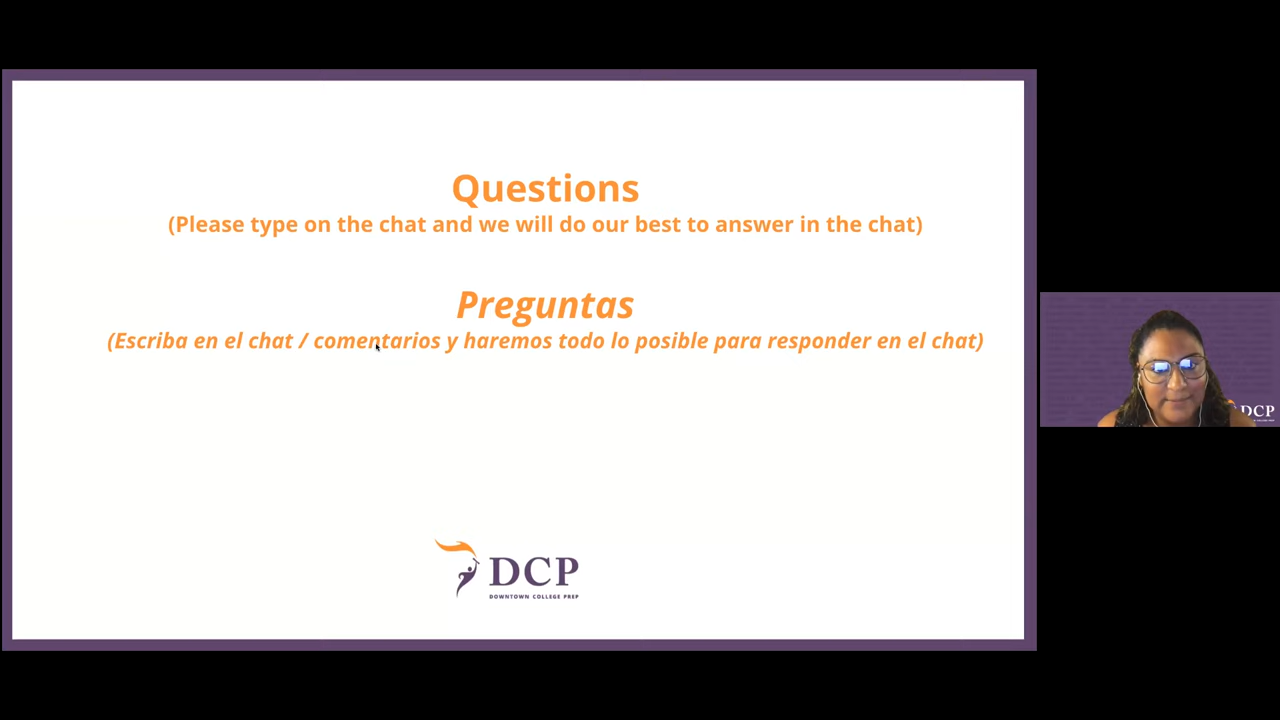 Questions
(Please type on the chat and we will do our best to answer in the chat)
Preguntas
(Escriba en el chat / comentarios y haremos todo lo posible para responder en el chat)
DCP
DOWNTOWN COLLEGE PREP
DCP